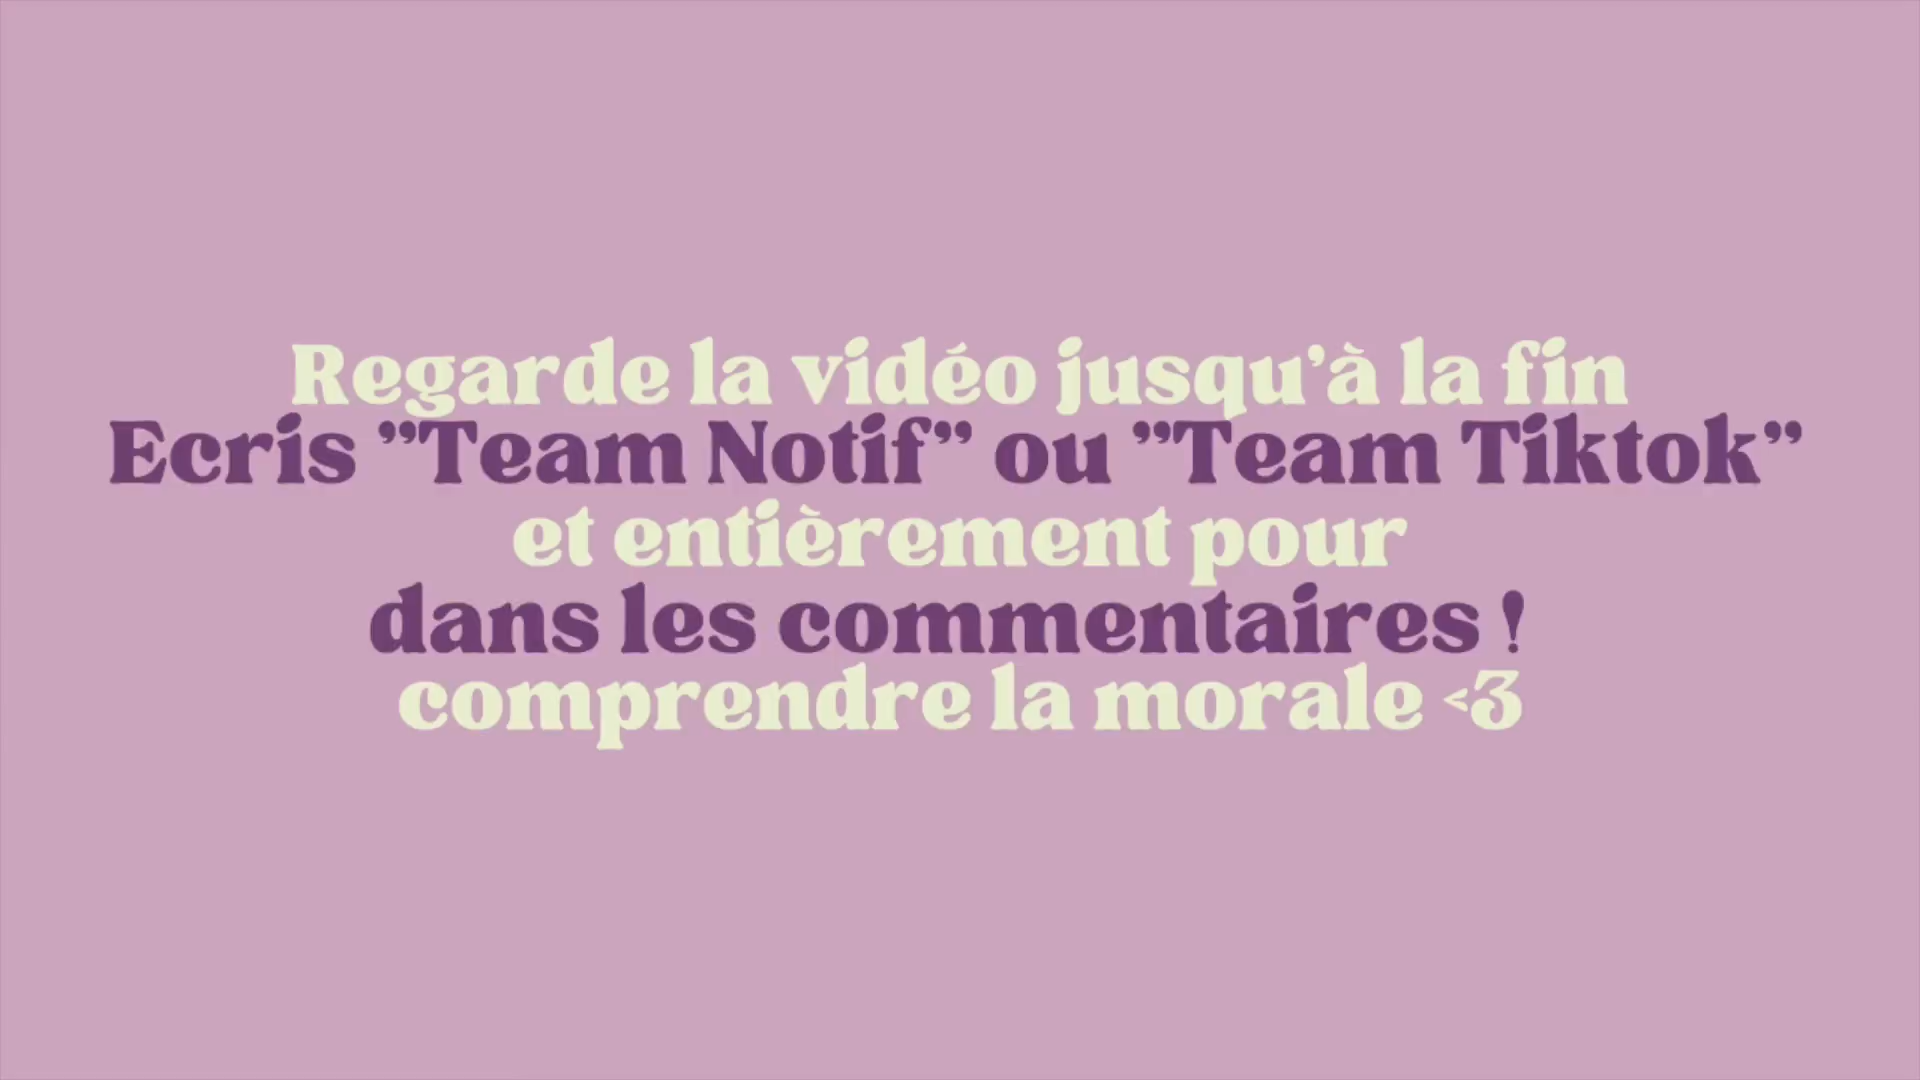 Regarde la vidéo jusqu'à la fin
Ecris "Team Notif" ou "Team Tiktok"
et entièrement pour
dans les commentaires !
comprendre la morale <3